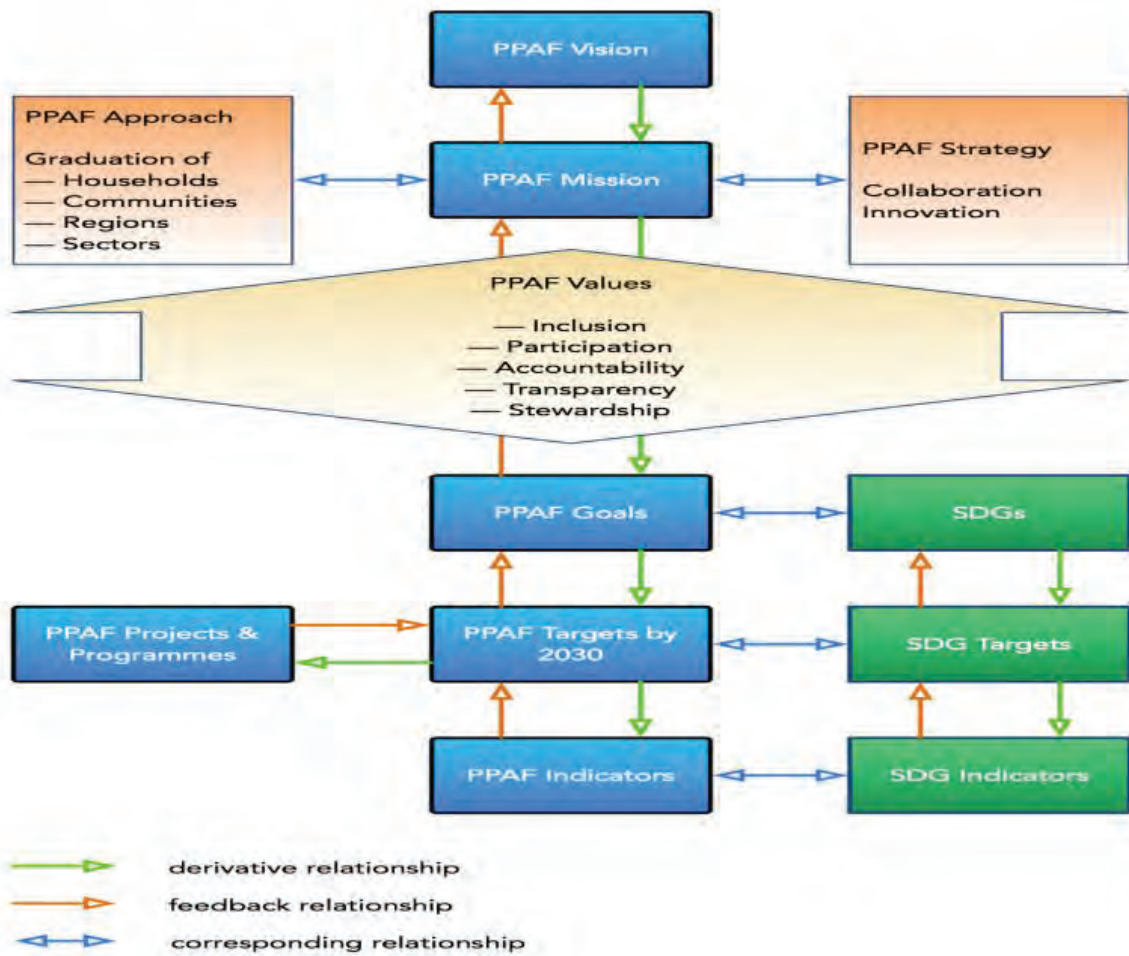 PPAF Vision
PPAF Approach
Graduation of
— Households
— Communities
— Regions
— Sectors
PPAF Mission
PPAF Strategy
Collaboration
Innovation
PPAF Values
— Inclusion
— Participation
— Accountability
— Transparency
— Stewardship
PPAF Goals
SDGs
PPAF Projects &
Programmes
PPAF Targets by
2030
SDG Targets
PPAF Indicators
SDG Indicators
derivative relationship
feedback relationship
corresponding relationship